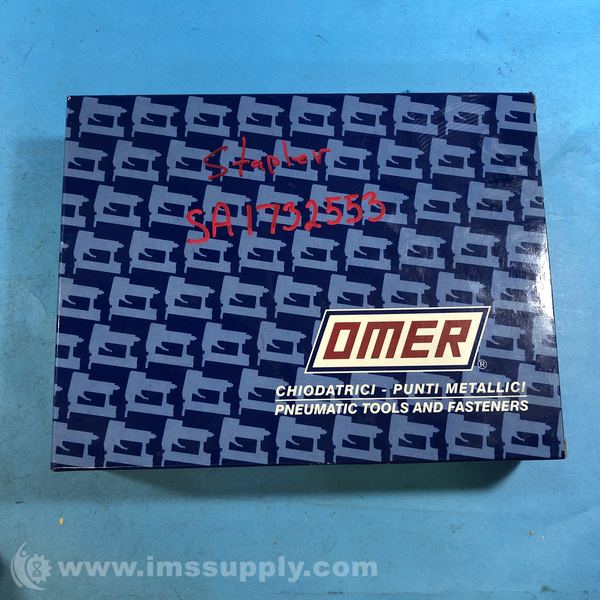 Stapler
SA1732553
OMER®
CHIODATRICI - PUNTI METALLICI
PNEUMATIC TOOLS AND FASTENERS
www.imssupply.com